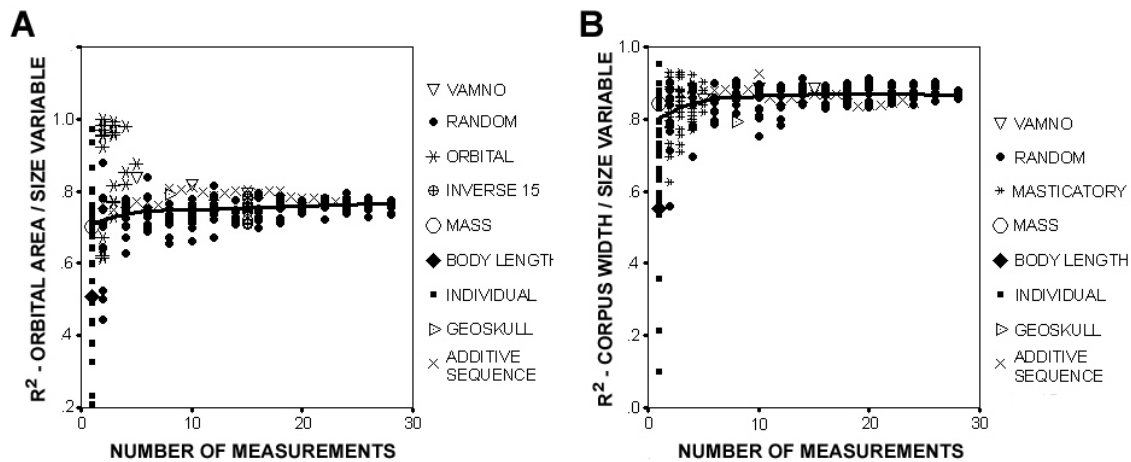 A
R² - ORBITAL AREA / SIZE VARIABLE
1.0
.8
.6
.4
.2
0
10
20
30
NUMBER OF MEASUREMENTS
VAMNO
RANDOM
ORBITAL
INVERSE 15
MASS
BODY LENGTH
INDIVIDUAL
GEOSKULL
ADDITIVE
SEQUENCE
B
R² - CORPUS WIDTH / SIZE VARIABLE
1.0
.8
.6
.4
.2
.0
0
10
20
30
NUMBER OF MEASUREMENTS
VAMNO
RANDOM
MASTICATORY
MASS
BODY LENGTH
INDIVIDUAL
GEOSKULL
ADDITIVE
SEQUENCE